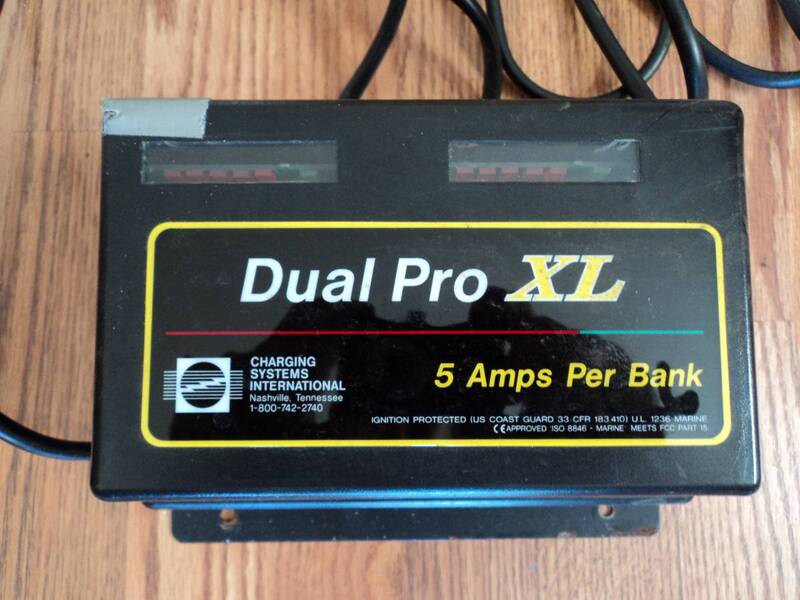 Dual Pro XL
CHARGING
SYSTEMS
INTERNATIONAL
Nashville, Tennessee
1-800-742-2740
5 Amps Per Bank
IGNITION PROTECTED (US COAST GUARD 33 CFR 183.410) U.L. 1236-MARINE
CE APPROVED 'ISO 8846 - MARINE' MEETS FCC PART 15